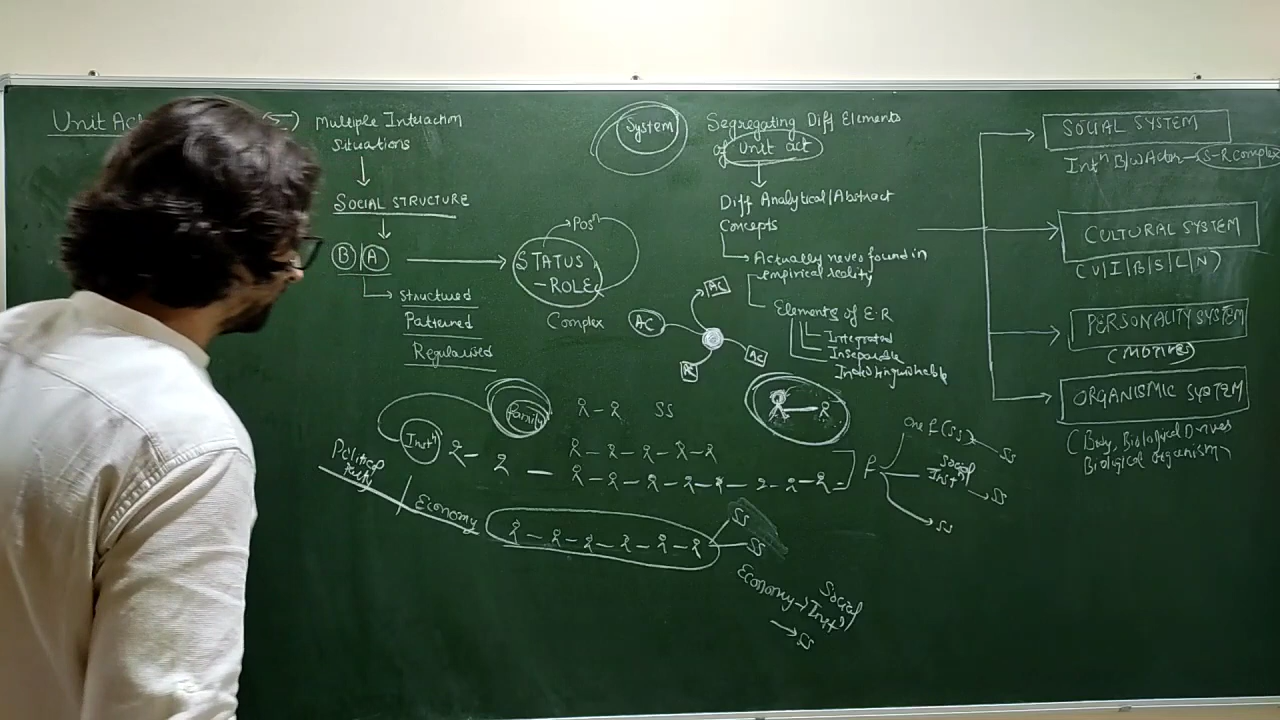 Unit Act
Multiple Interaction
Situations
SOCIAL STRUCTURE
B | A
Structured
Patterned
Regularised
Posⁿ
STATUS,
-ROLE
Complex
System
Segregating Diff Elements
of Unit act
Diff Analytical/Abstract
Concepts
Actually never found in
empirical reality
Elements of E.R
Integrated
Inseparable
Indistinguishable
AC
AC
AC
AC
SOCIAL SYSTEM
Intⁿ B/w Actor - S-R Complex
CULTURAL SYSTEM
(V|I|B|S|L|N)
PERSONALITY SYSTEM
(MOTIVES)
ORGANISMIC SYSTEM
(Body, Biological Drives
Biological organism)
Family
SS
Instⁿ
Political
Party
Economy
SS
SS
SS
Social
Instⁿ
SS
SS
Economy → Social
Instⁿ
SS